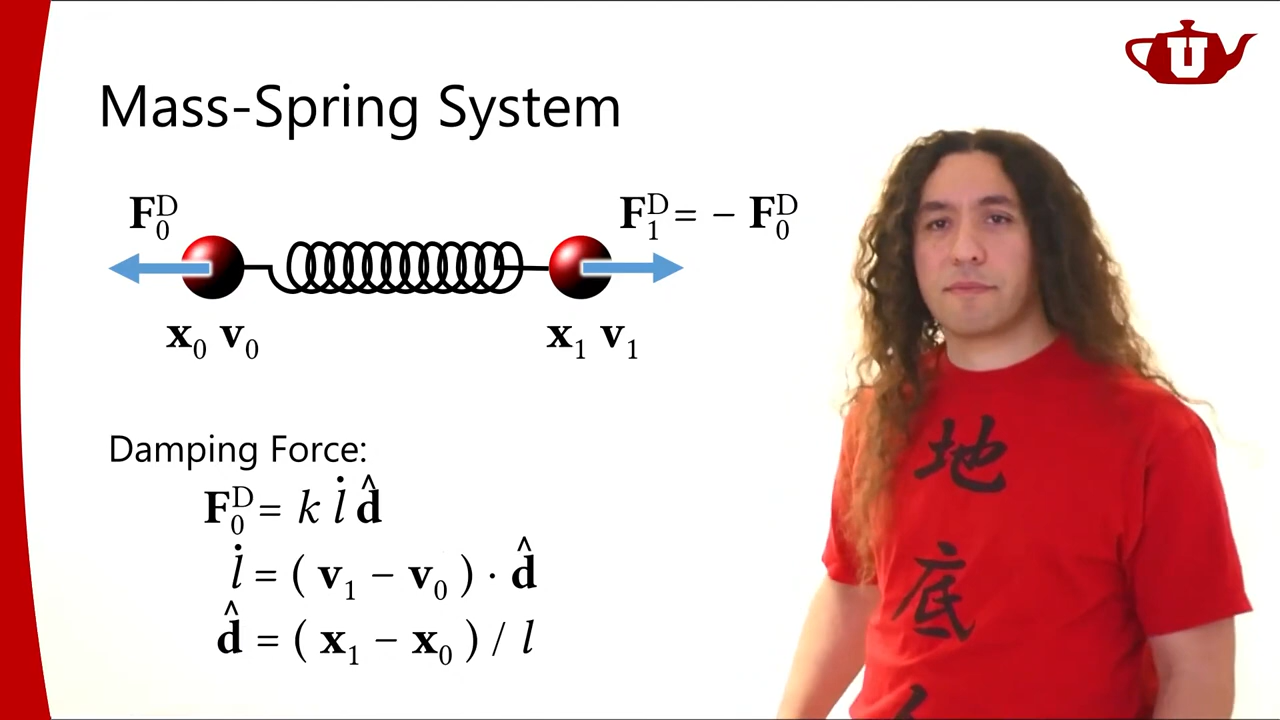 U
Mass-Spring System
F₀ᴰ
F₁ᴰ = − F₀ᴰ
x₀ v₀
x₁ v₁
Damping Force:
F₀ᴰ = k l̇ d̂
l̇ = ( v₁ − v₀ ) · d̂
d̂ = ( x₁ − x₀ ) / l
地
底